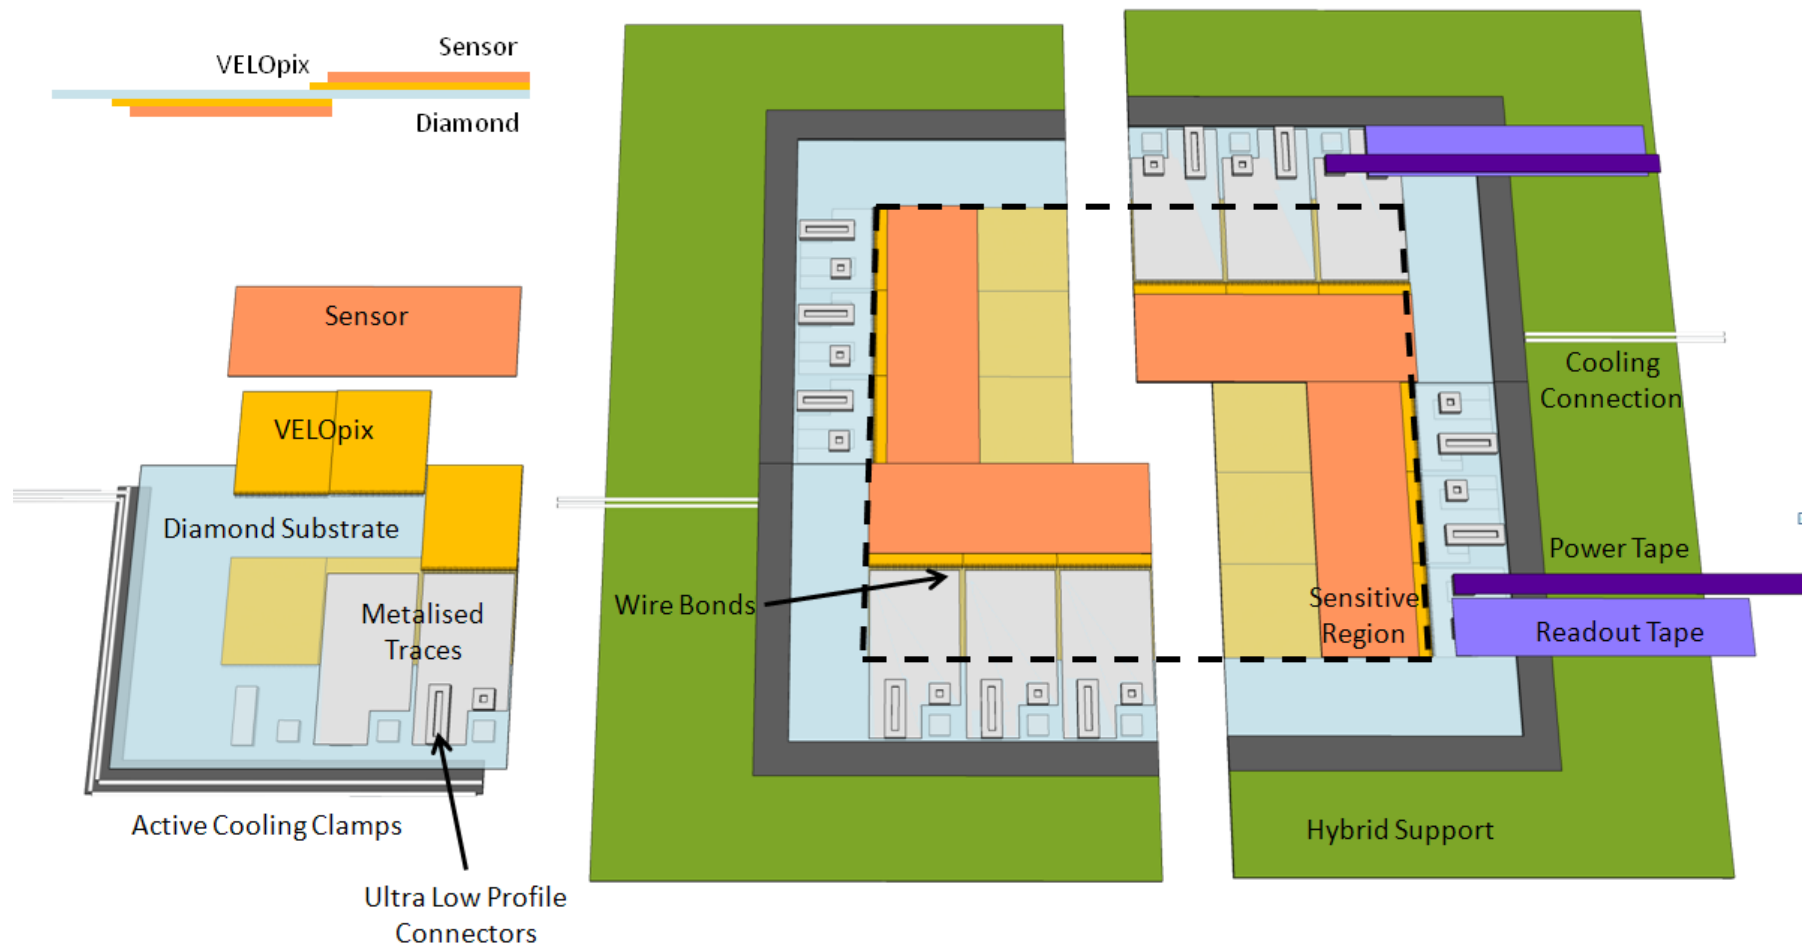 Sensor
VELOpix
Diamond
Sensor
VELOpix
Diamond Substrate
Metalised
Traces
Active Cooling Clamps
Ultra Low Profile
Connectors
Wire Bonds
Cooling
Connection
Power Tape
Sensitive
Region
Readout Tape
Hybrid Support